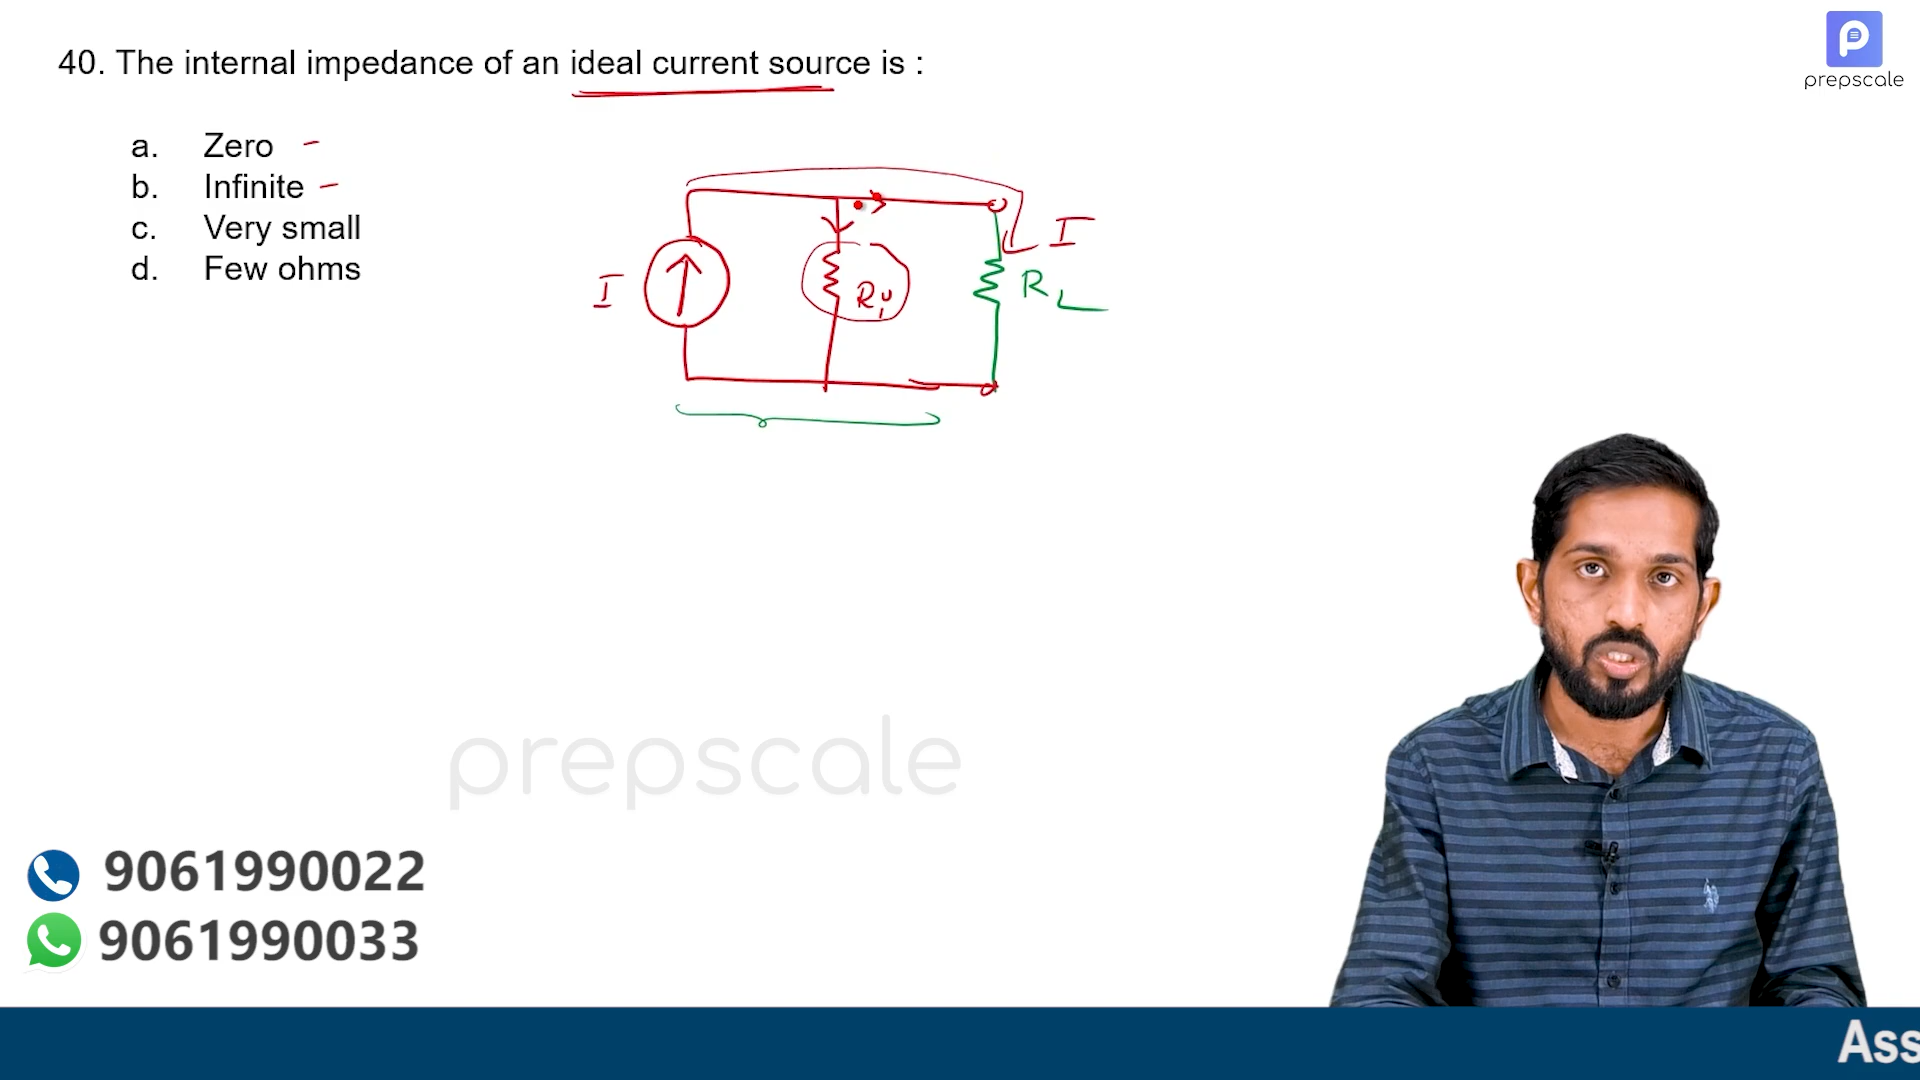 40. The internal impedance of an ideal current source is :
prepscale
a. Zero
b. Infinite
c. Very small
d. Few ohms
I
I
R L
prepscale
9061990022
9061990033
Ass